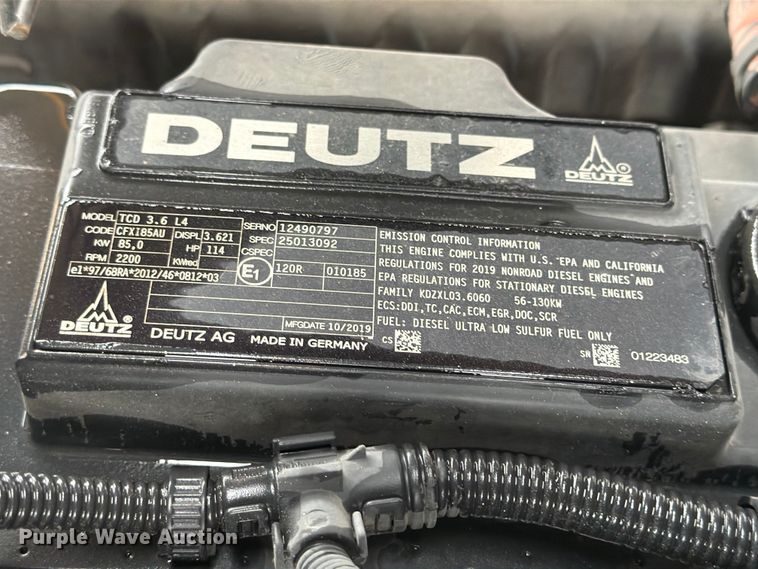 DEUTZ
DEUTZ ®
MODEL TCD 3.6 L4
CODE CFXI85AU DISPL 3.621
KW 85,0 HP 114
RPM 2200 KWred
e1*97/68RA*2012/46*0812*03
SERNO 12490797
SPEC 25013092
CSPEC
E1 120R 010185
MFGDATE 10/2019
DEUTZ
DEUTZ AG MADE IN GERMANY
EMISSION CONTROL INFORMATION
THIS ENGINE COMPLIES WITH U.S. EPA AND CALIFORNIA
REGULATIONS FOR 2019 NONROAD DIESEL ENGINES AND
EPA REGULATIONS FOR STATIONARY DIESEL ENGINES
FAMILY KDZXL03.6060 56-130KW
ECS:DDI,TC,CAC,ECM,EGR,DOC,SCR
FUEL: DIESEL ULTRA LOW SULFUR FUEL ONLY
CS
SN 01223483
Purple Wave Auction